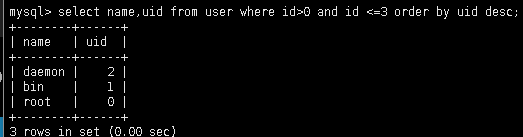 mysql> select name,uid from user where id>0 and id <=3 order by uid desc;
+--------+------+
| name   | uid  |
+--------+------+
| daemon |    2 |
| bin    |    1 |
| root   |    0 |
+--------+------+
3 rows in set (0.00 sec)